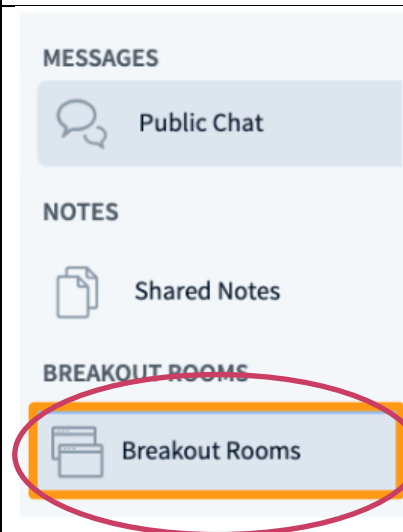 MESSAGES
Public Chat
NOTES
Shared Notes
BREAKOUT ROOMS
Breakout Rooms